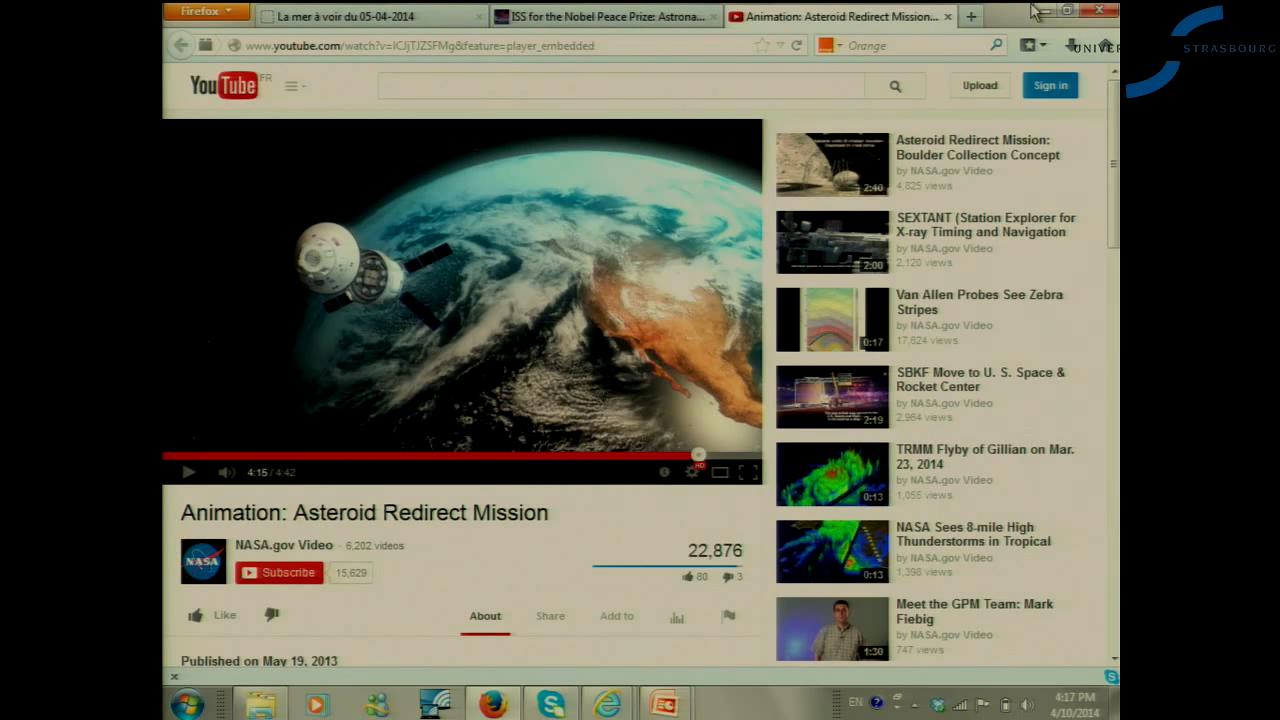 Firefox
La mer à voir du 05-04-2014
ISS for the Nobel Peace Prize: Astrona...
Animation: Asteroid Redirect Mission...
www.youtube.com/watch?v=ICJjTJZSFMg&feature=player_embedded
Orange
UNIVER
STRASBOURG
YouTube FR
Upload
Sign in
Asteroid Redirect Mission:
Boulder Collection Concept
by NASA.gov Video
4,825 views
2:40
SEXTANT (Station Explorer for
X-ray Timing and Navigation
by NASA.gov Video
2,120 views
2:00
Van Allen Probes See Zebra
Stripes
by NASA.gov Video
17,624 views
0:17
SBKF Move to U. S. Space &
Rocket Center
by NASA.gov Video
2,964 views
2:19
TRMM Flyby of Gillian on Mar.
23, 2014
by NASA.gov Video
1,055 views
0:13
NASA Sees 8-mile High
Thunderstorms in Tropical
by NASA.gov Video
1,398 views
0:13
Meet the GPM Team: Mark
Fiebig
by NASA.gov Video
747 views
1:30
4:15 / 4:42
HD
Animation: Asteroid Redirect Mission
NASA
NASA.gov Video · 6,202 videos
Subscribe 15,629
22,876
80 3
Like
About
Share
Add to
Published on May 19, 2013
EN
4:17 PM
4/10/2014